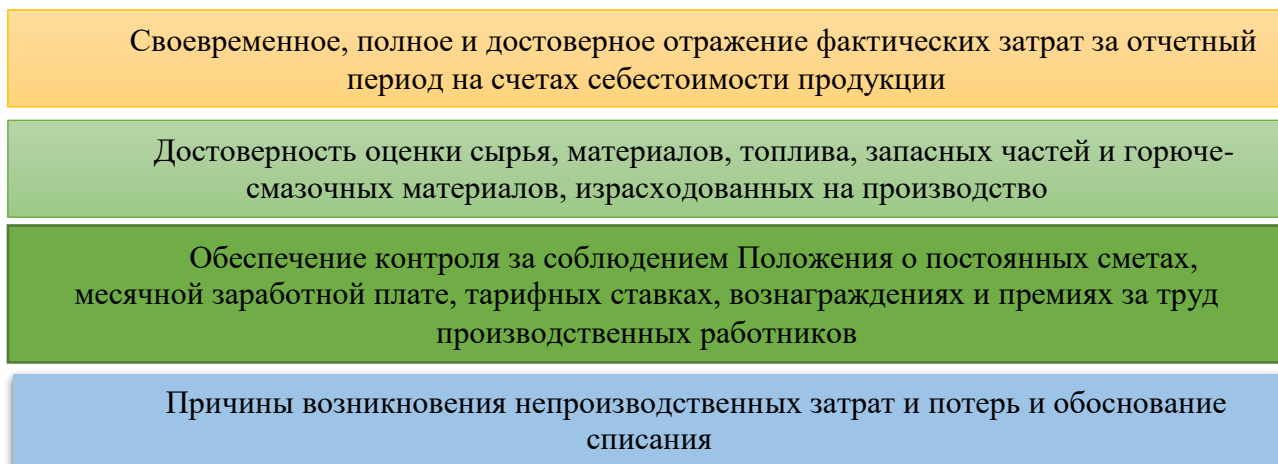 Своевременное, полное и достоверное отражение фактических затрат за отчетный
период на счетах себестоимости продукции
Достоверность оценки сырья, материалов, топлива, запасных частей и горюче-
смазочных материалов, израсходованных на производство
Обеспечение контроля за соблюдением Положения о постоянных сметах,
месячной заработной плате, тарифных ставках, вознаграждениях и премиях за труд
производственных работников
Причины возникновения непроизводственных затрат и потерь и обоснование
списания